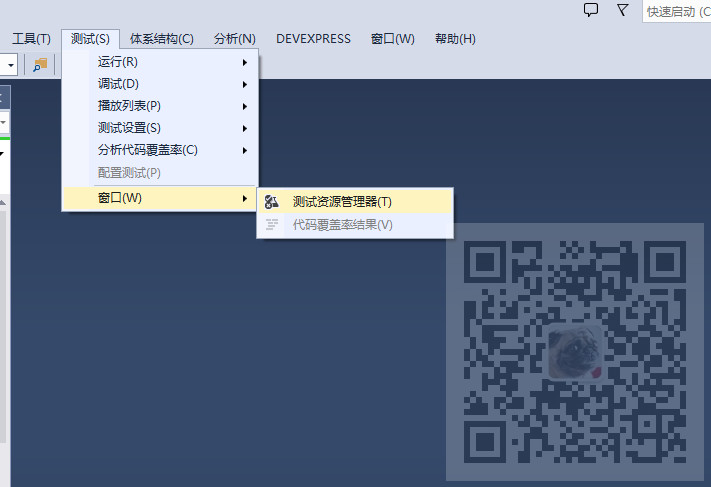 快速启动 (C
工具(T) 测试(S) 体系结构(C) 分析(N) DEVEXPRESS 窗口(W) 帮助(H)
运行(R)
调试(D)
播放列表(P)
测试设置(S)
分析代码覆盖率(C)
配置测试(P)
窗口(W)
测试资源管理器(T)
代码覆盖率结果(V)